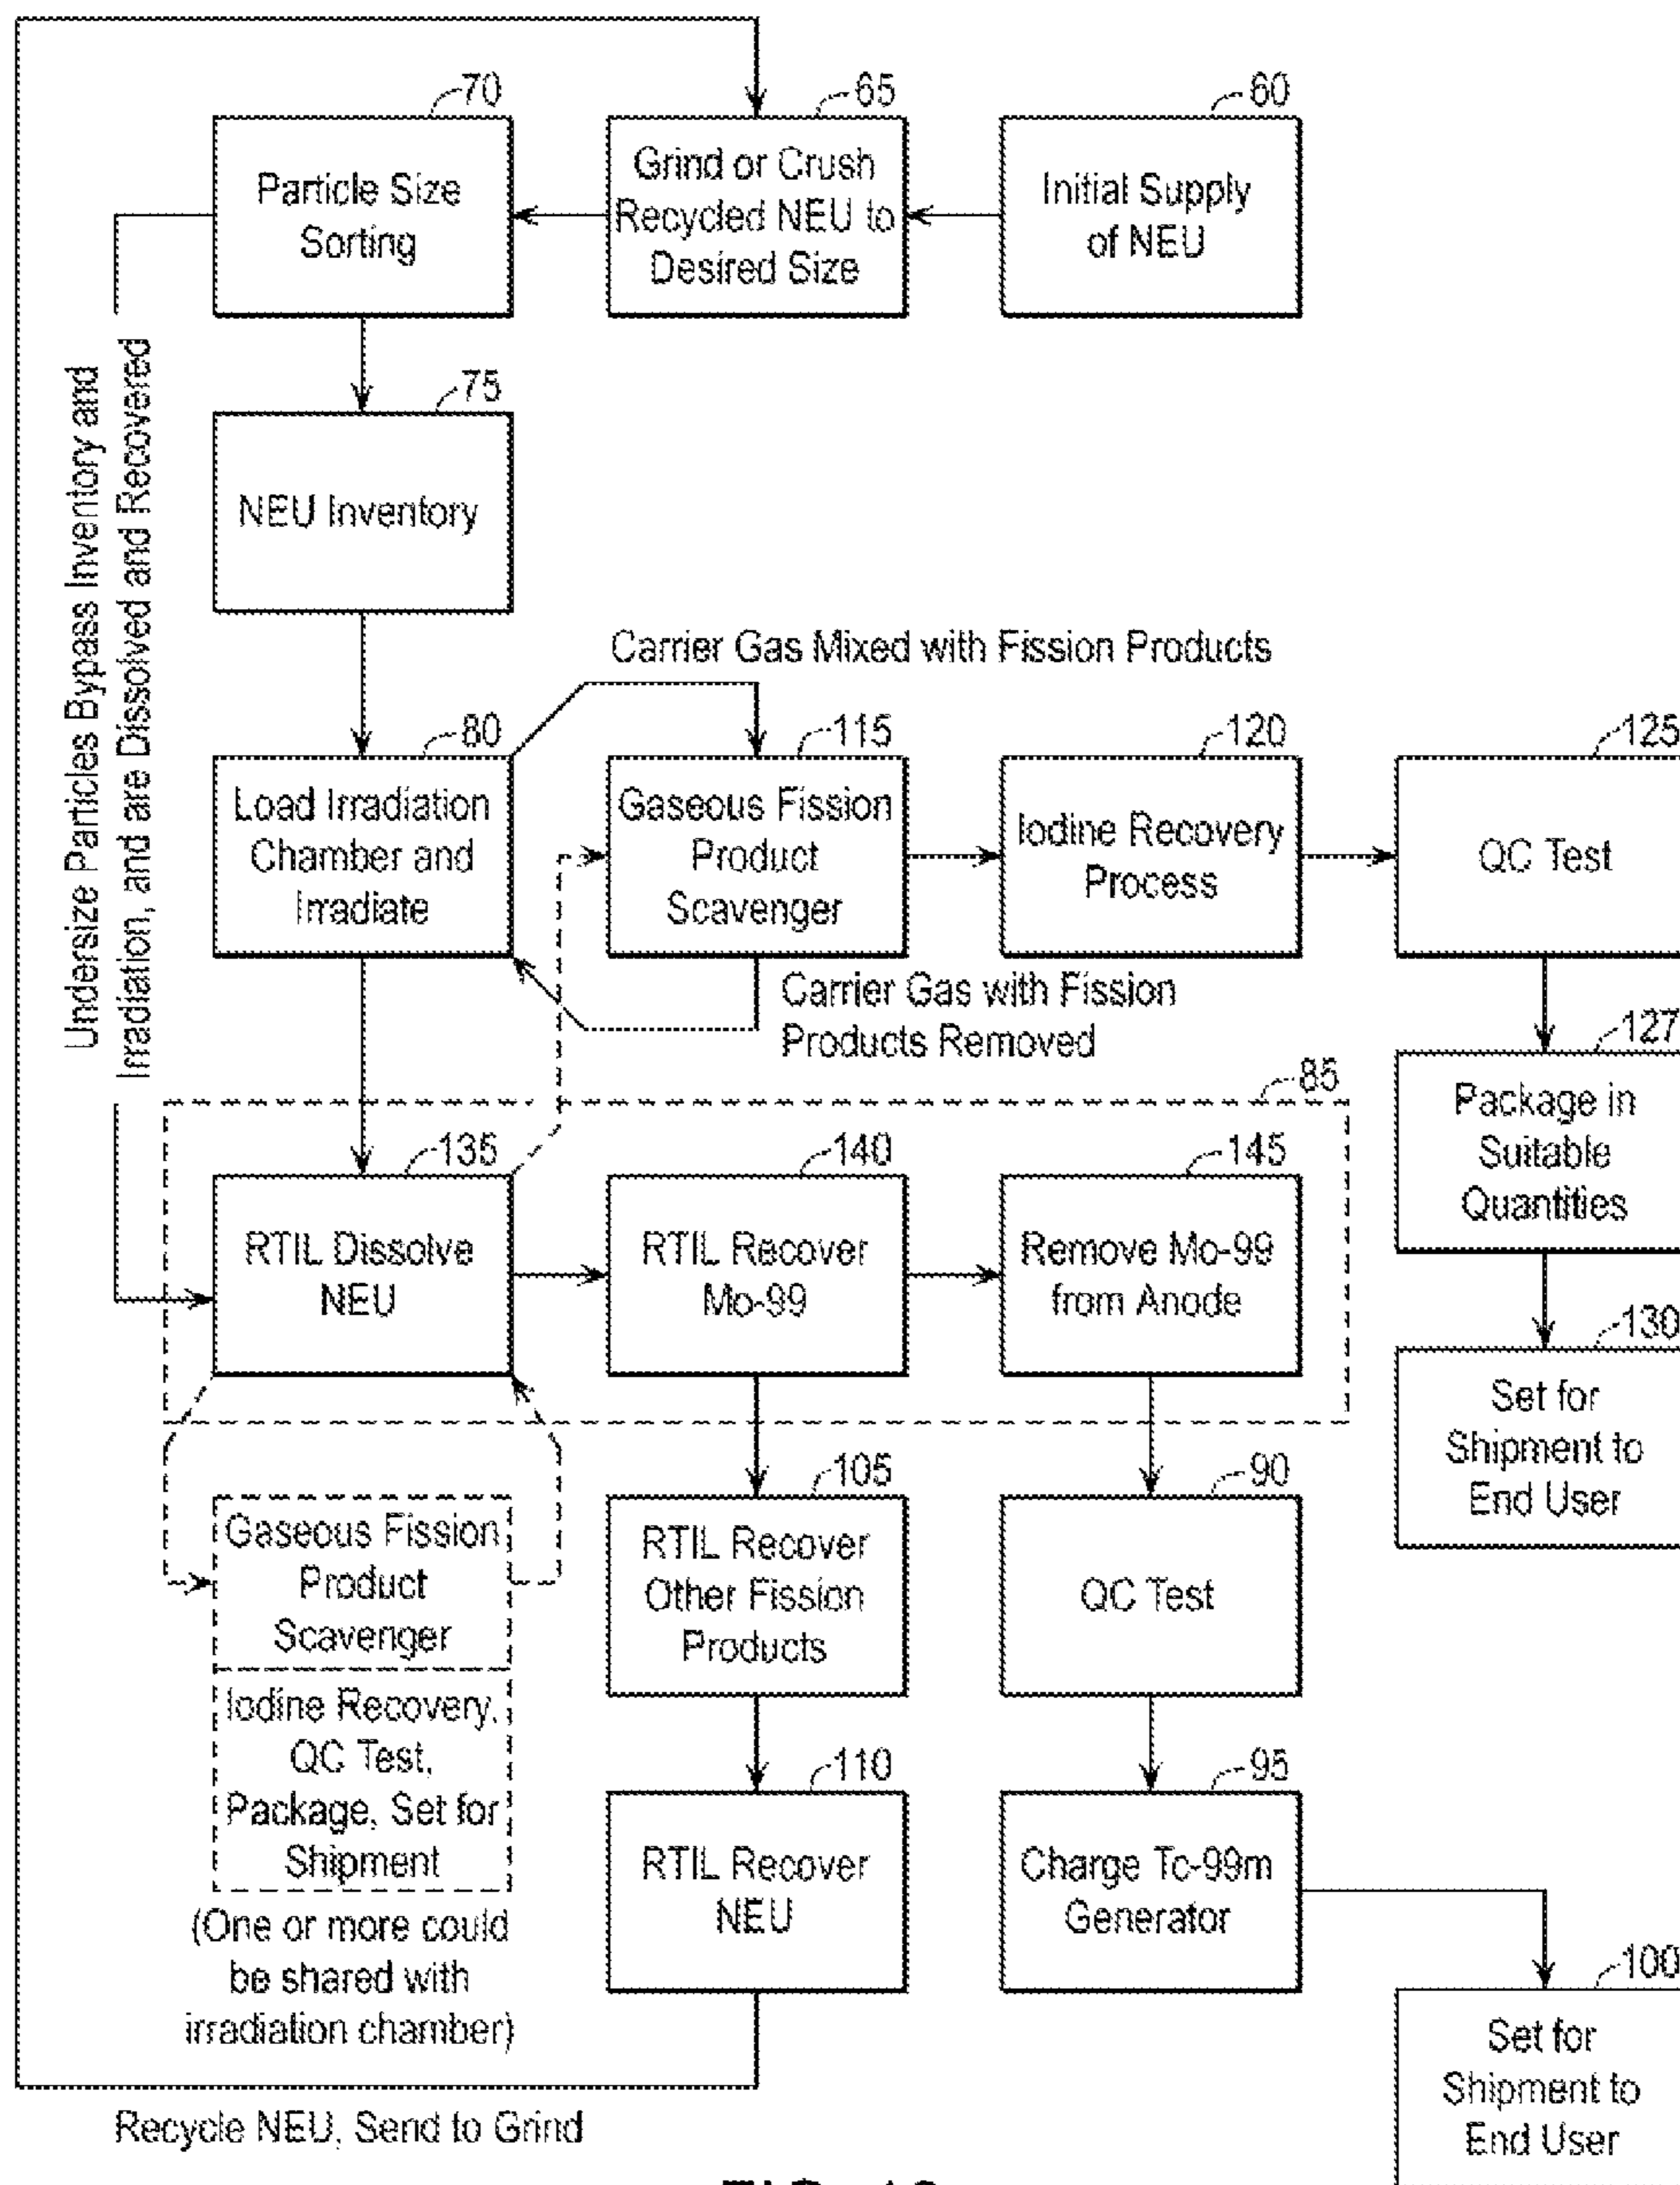 70
65
60
Particle Size
Sorting
Grind or Crush
Recycled NEU to
Desired Size
Initial Supply
of NEU
Undersize Particles Bypass Inventory and
Irradiation, and are Dissolved and Recovered
75
NEU Inventory
Carrier Gas Mixed with Fission Products
80
115
120
125
Load Irradiation
Chamber and
Irradiate
Gaseous Fission
Product
Scavenger
Iodine Recovery
Process
QC Test
Carrier Gas with Fission
Products Removed
127
Package in
Suitable
Quantities
85
135
140
145
RTIL Dissolve
NEU
RTIL Recover
Mo-99
Remove Mo-99
from Anode
130
Set for
Shipment to
End User
105
90
Gaseous Fission
Product
Scavenger
RTIL Recover
Other Fission
Products
QC Test
Iodine Recovery,
QC Test,
Package, Set for
Shipment
(One or more could
be shared with
irradiation chamber)
110
95
RTIL Recover
NEU
Charge Tc-99m
Generator
100
Set for
Shipment to
End User
Recycle NEU, Send to Grind